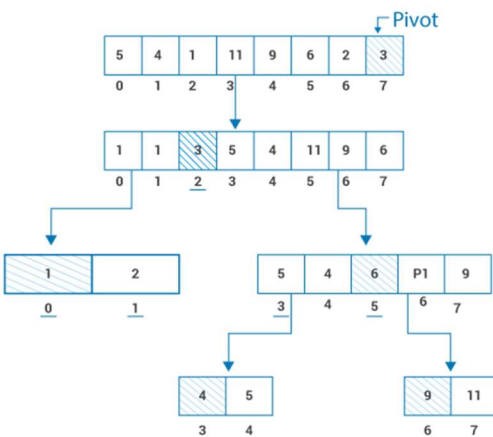 Pivot
5 4 1 11 9 6 2 3
0 1 2 3 4 5 6 7
1 1 3 5 4 11 9 6
0 1 2 3 4 5 6 7
1 2 5 4 6 P1 9
0 1 3 4 5 6 7
4 5 9 11
3 4 6 7